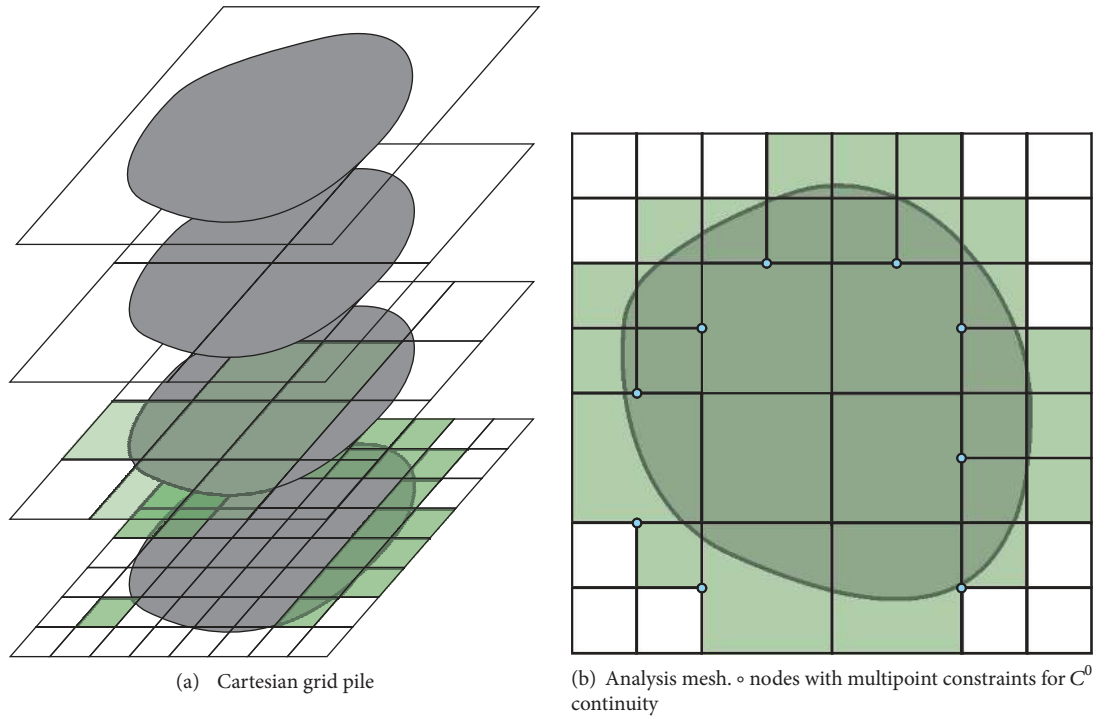 (a) Cartesian grid pile
(b) Analysis mesh. ∘ nodes with multipoint constraints for C⁰
continuity